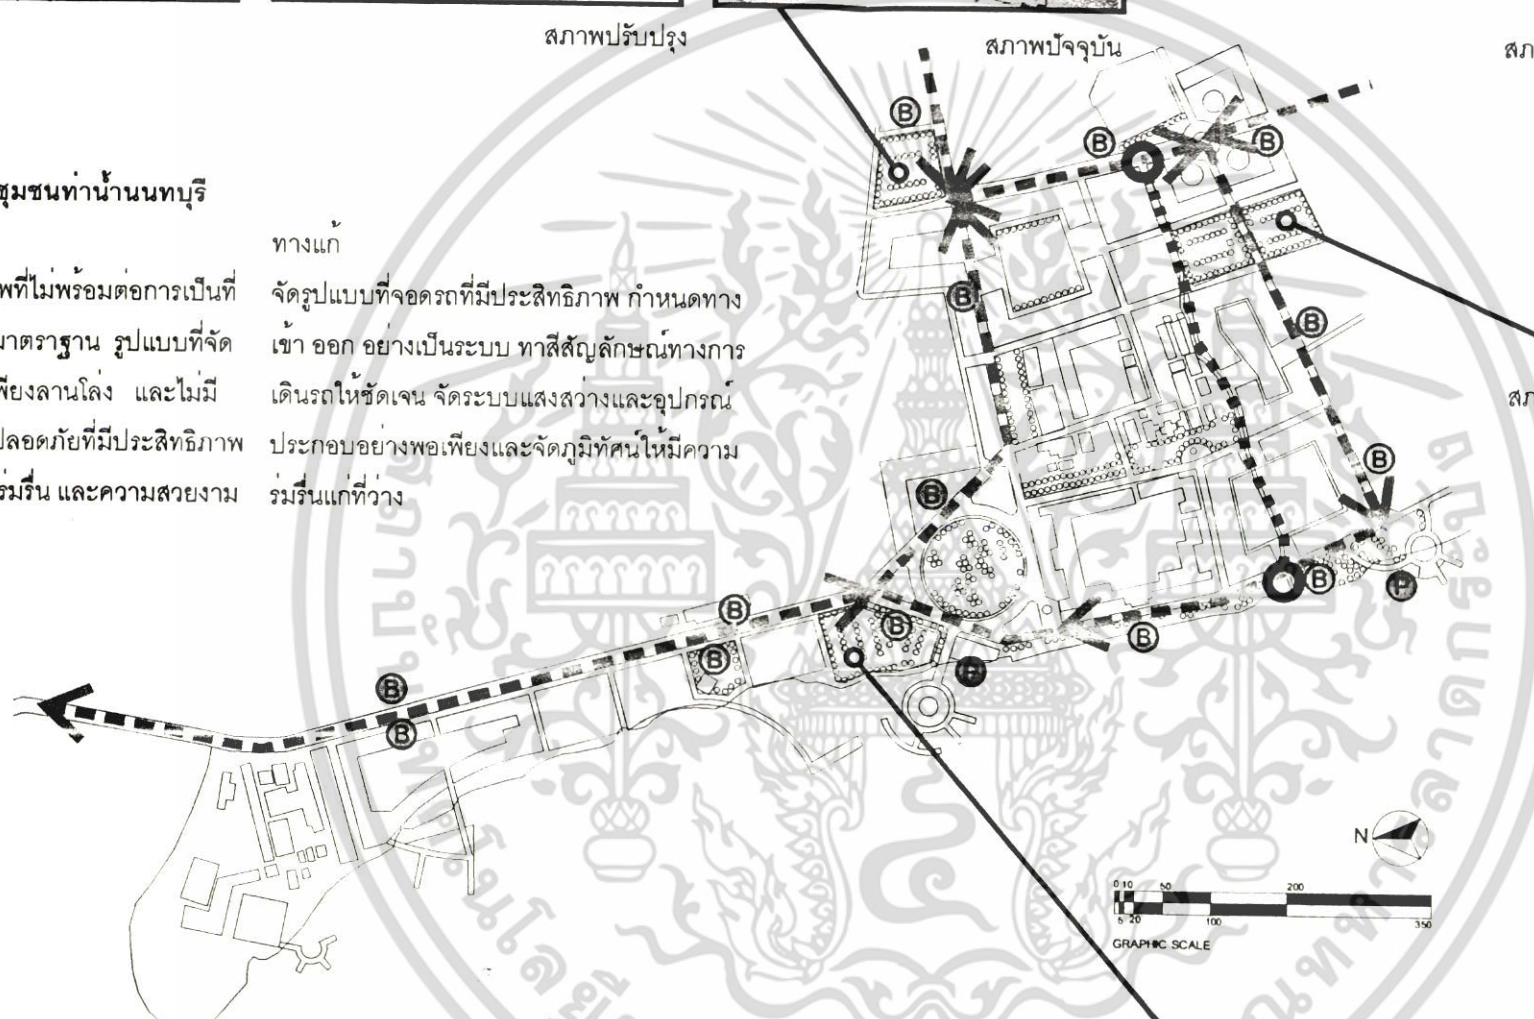 สภาพปรับปรุง
สภาพปัจจุบัน
สภ
ชุมชนท่าน้ำนนทบุรี
ทางแก้
พที่ไม่พร้อมต่อการเป็นที่
มาตราฐาน รูปแบบที่จัด
พียงลานโล่ง และไม่มี
ปลอดภัยที่มีประสิทธิภาพ
ร่มรื่น และความสวยงาม
จัดรูปแบบที่จอดรถที่มีประสิทธิภาพ กำหนดทาง
เข้า ออก อย่างเป็นระบบ ทาสีสัญลักษณ์ทางการ
เดินรถให้ชัดเจน จัดระบบแสงสว่างและอุปกรณ์
ประกอบอย่างพอเพียงและจัดภูมิทัศน์ให้มีความ
ร่มรื่นแก่ที่ว่าง
สภ
B
B
B
B
B
B
B
B
B
B
B
B
B
B
N
0 10 50 200
5 20 100 350
GRAPHIC SCALE